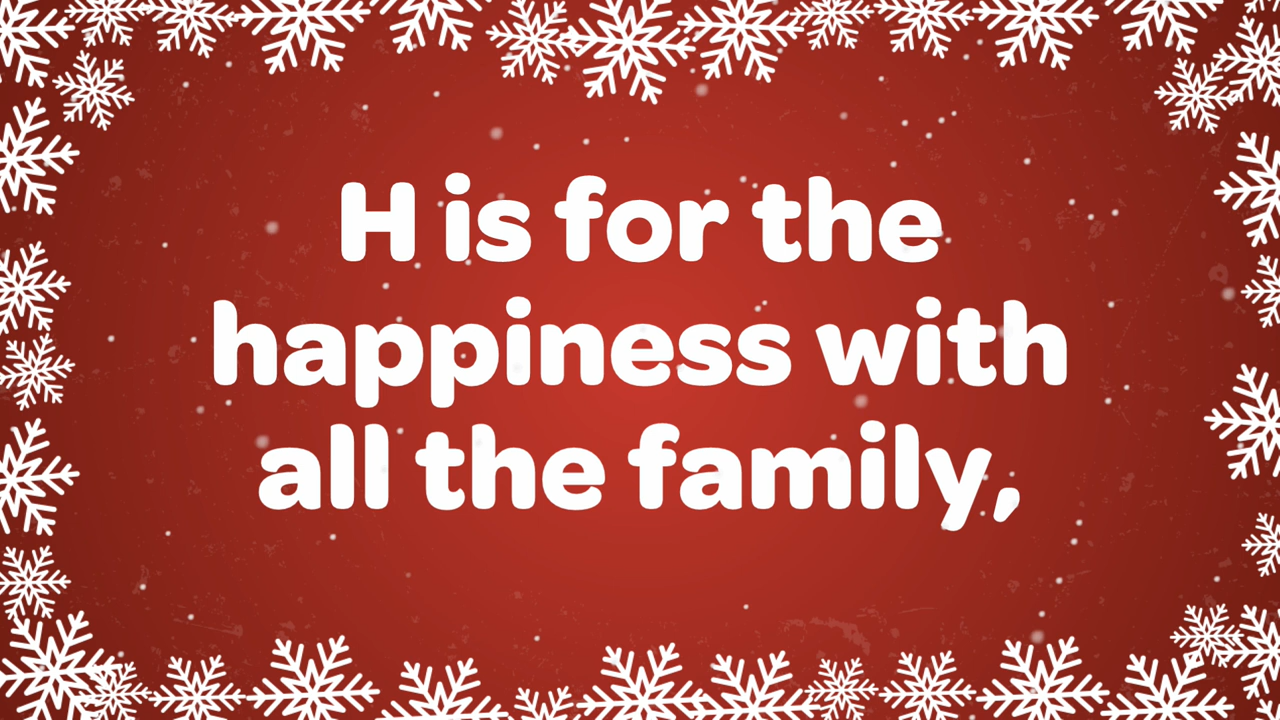 H is for the
happiness with
all the family,